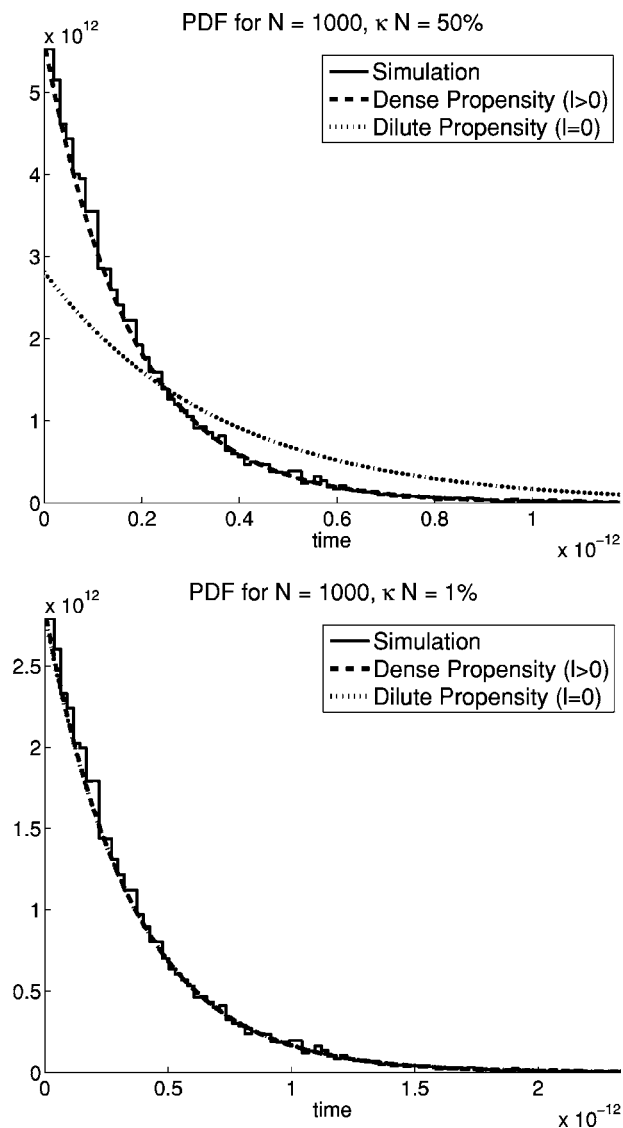 PDF for N = 1000, κ N = 50%
x 10^12
Simulation
Dense Propensity (l>0)
Dilute Propensity (l=0)
5
4
3
2
1
0
0 0.2 0.4 0.6 0.8 1
time
x 10^-12
PDF for N = 1000, κ N = 1%
x 10^12
Simulation
Dense Propensity (l>0)
Dilute Propensity (l=0)
2.5
2
1.5
1
0.5
0
0 0.5 1 1.5 2
time
x 10^-12